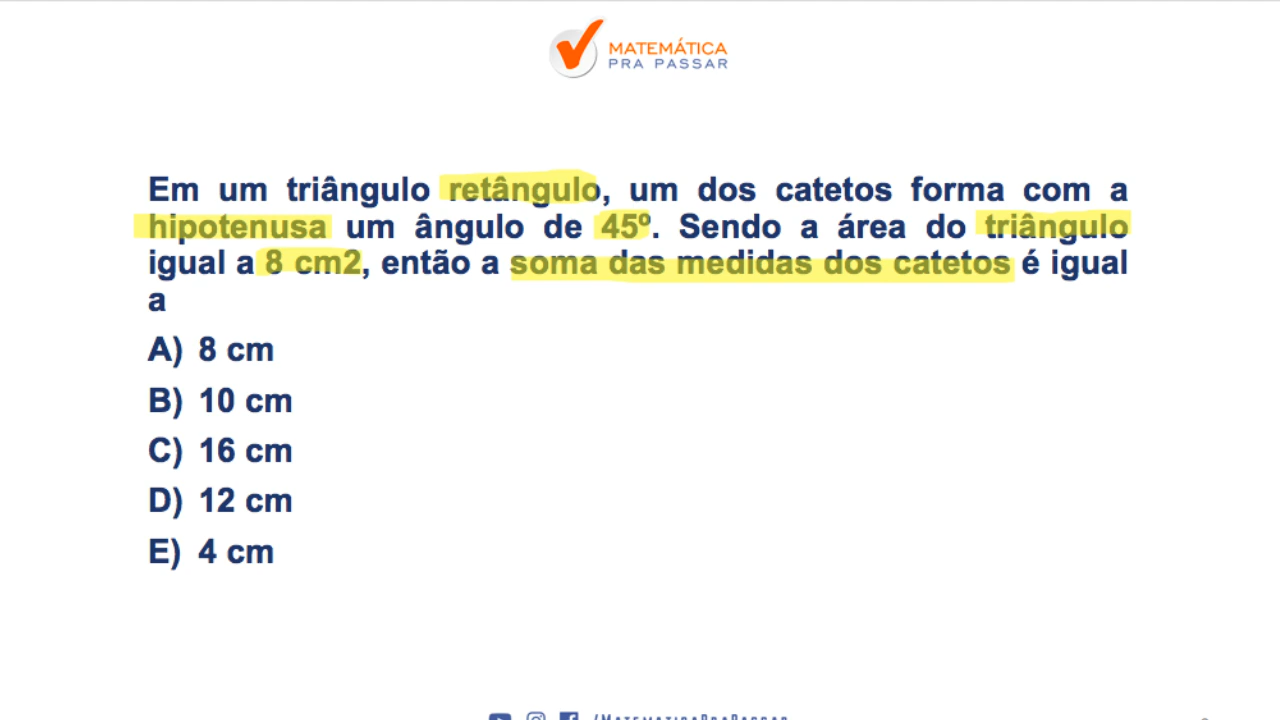 MATEMÁTICA
PRA PASSAR
Em um triângulo retângulo, um dos catetos forma com a
hipotenusa um ângulo de 45º. Sendo a área do triângulo
igual a 8 cm2, então a soma das medidas dos catetos é igual
a
A) 8 cm
B) 10 cm
C) 16 cm
D) 12 cm
E) 4 cm
/MATEMATICAPRAPASSAR